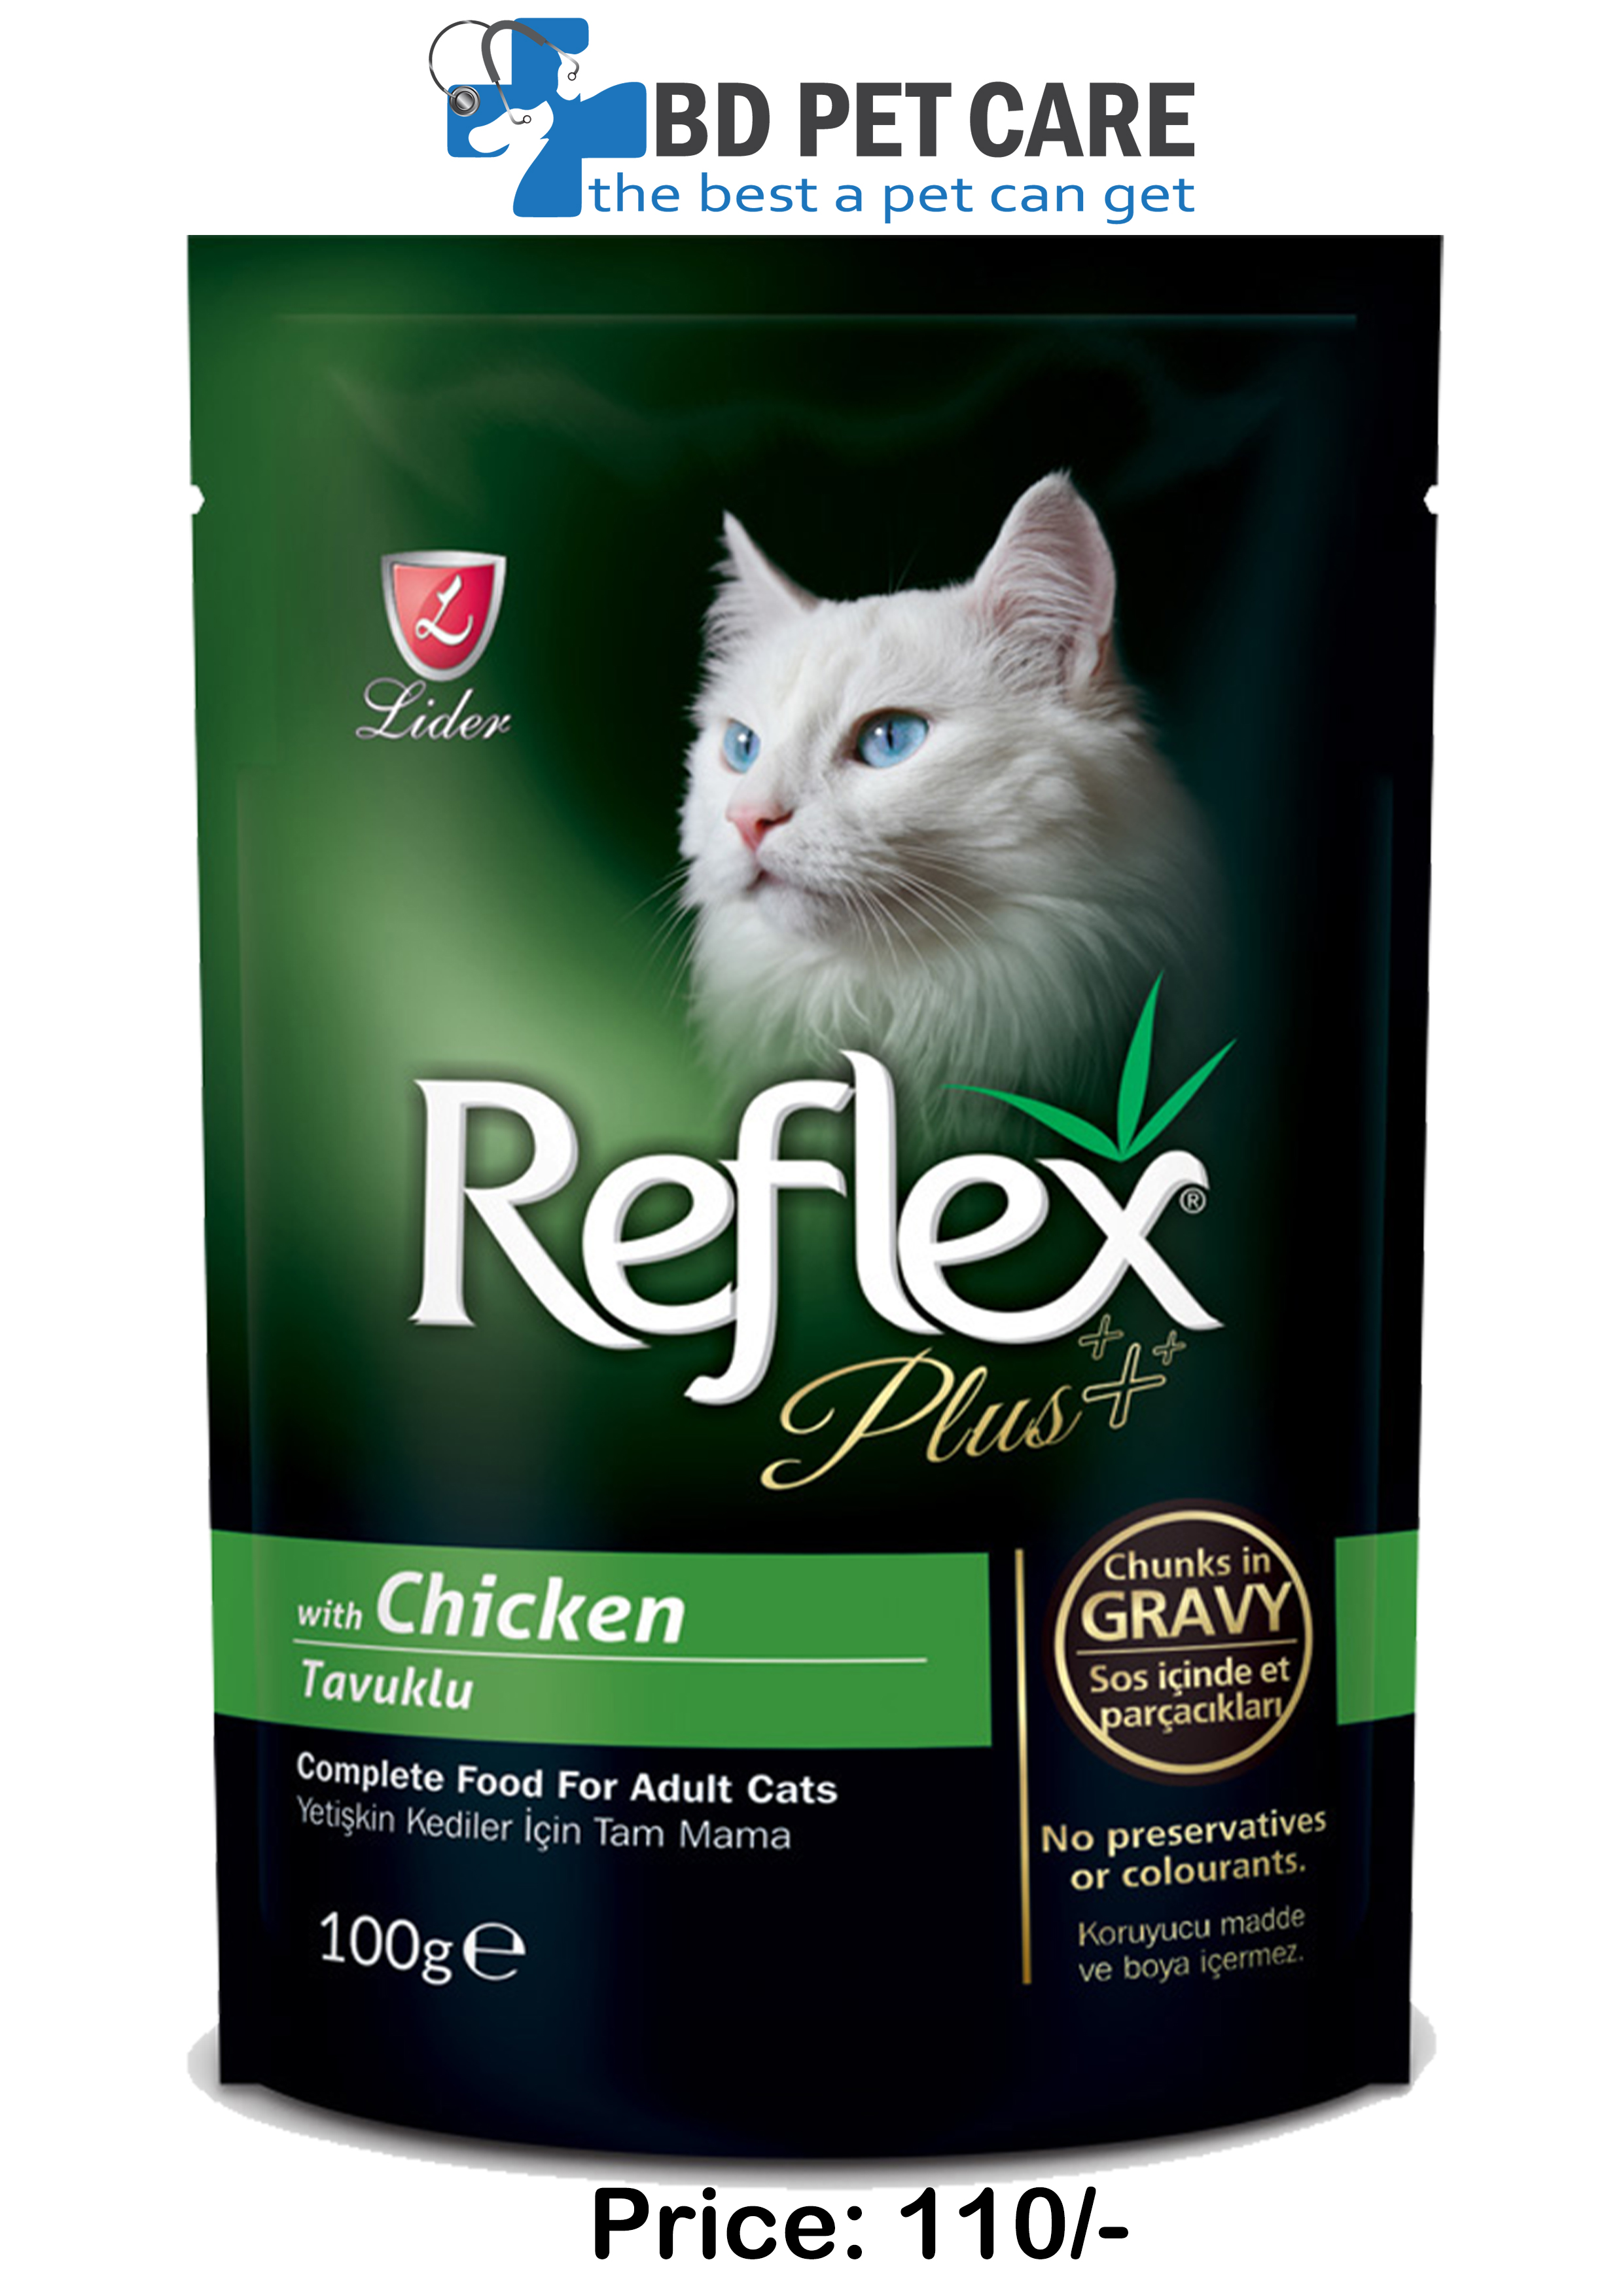 BD PET CARE
the best a pet can get
L
Lider
Reflex®
Plus+
with Chicken
Tavuklu
Complete Food For Adult Cats
Yetişkin Kediler İçin Tam Mama
100g ℮
Chunks in
GRAVY
Sos içinde et
parçacıkları
No preservatives
or colourants.
Koruyucu madde
ve boya içermez.
Price: 110/-